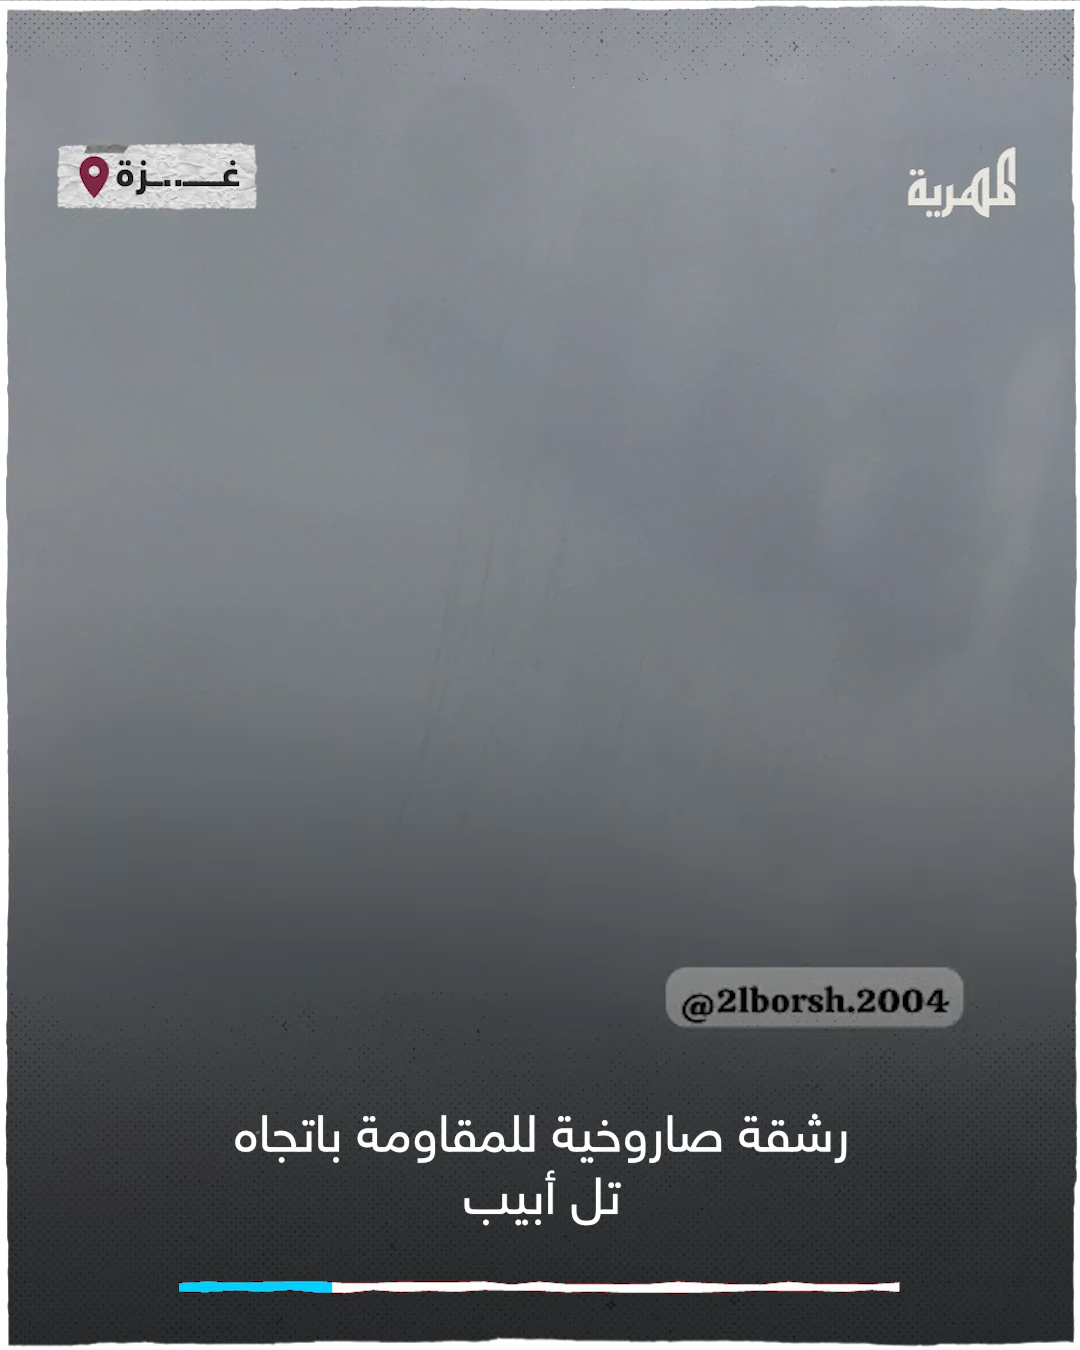 غـــزة
المهرية
@2lborsh.2004
رشقة صاروخية للمقاومة باتجاه
تل أبيب